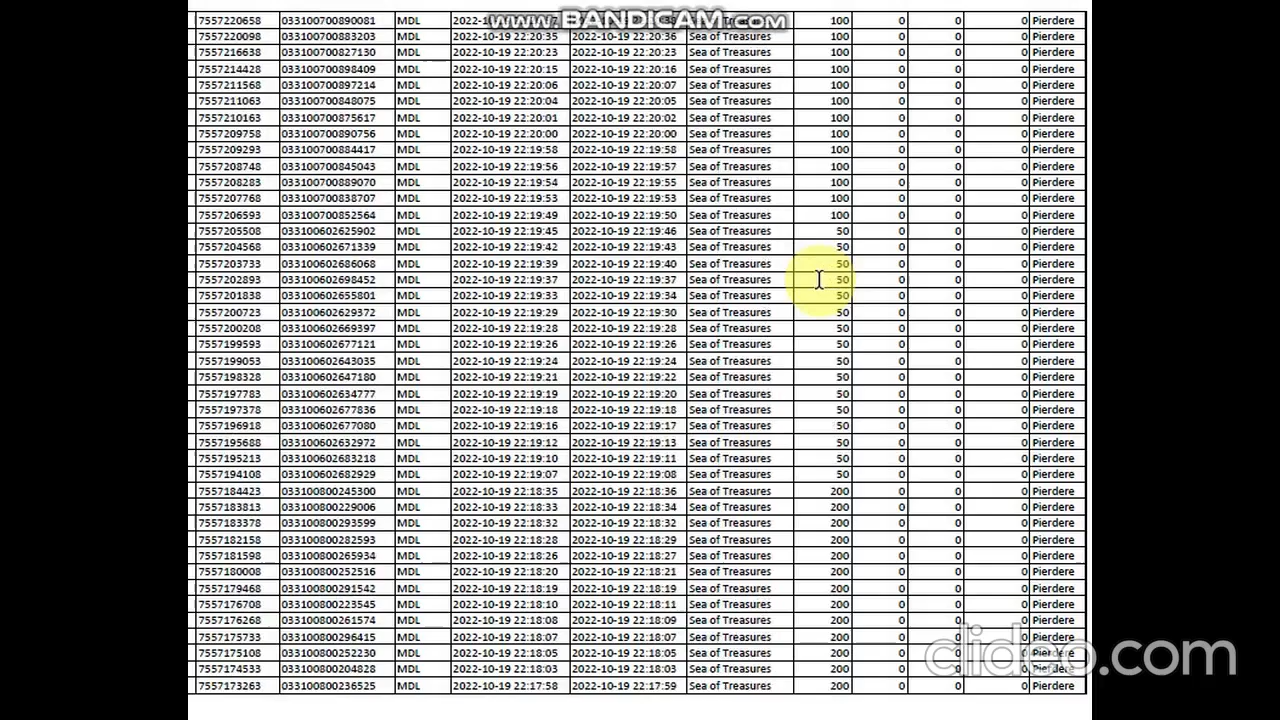 www.BANDICAM.com
7557220658 033100700890081 MDL 2022-10-19 Sea of Treasures 100 0 0 0 Pierdere
7557220098 033100700883203 MDL 2022-10-19 22:20:35 2022-10-19 22:20:36 Sea of Treasures 100 0 0 0 Pierdere
7557216638 033100700827130 MDL 2022-10-19 22:20:23 2022-10-19 22:20:23 Sea of Treasures 100 0 0 0 Pierdere
7557214428 033100700898409 MDL 2022-10-19 22:20:15 2022-10-19 22:20:16 Sea of Treasures 100 0 0 0 Pierdere
7557211568 033100700897214 MDL 2022-10-19 22:20:06 2022-10-19 22:20:07 Sea of Treasures 100 0 0 0 Pierdere
7557211063 033100700848075 MDL 2022-10-19 22:20:04 2022-10-19 22:20:05 Sea of Treasures 100 0 0 0 Pierdere
7557210163 033100700875617 MDL 2022-10-19 22:20:01 2022-10-19 22:20:02 Sea of Treasures 100 0 0 0 Pierdere
7557209758 033100700890756 MDL 2022-10-19 22:20:00 2022-10-19 22:20:00 Sea of Treasures 100 0 0 0 Pierdere
7557209293 033100700884417 MDL 2022-10-19 22:19:58 2022-10-19 22:19:58 Sea of Treasures 100 0 0 0 Pierdere
7557208748 033100700845043 MDL 2022-10-19 22:19:56 2022-10-19 22:19:57 Sea of Treasures 100 0 0 0 Pierdere
7557208283 033100700889070 MDL 2022-10-19 22:19:54 2022-10-19 22:19:55 Sea of Treasures 100 0 0 0 Pierdere
7557207768 033100700838707 MDL 2022-10-19 22:19:53 2022-10-19 22:19:53 Sea of Treasures 100 0 0 0 Pierdere
7557206593 033100700852564 MDL 2022-10-19 22:19:49 2022-10-19 22:19:50 Sea of Treasures 100 0 0 0 Pierdere
7557205508 033100602625902 MDL 2022-10-19 22:19:45 2022-10-19 22:19:46 Sea of Treasures 50 0 0 0 Pierdere
7557204568 033100602671339 MDL 2022-10-19 22:19:42 2022-10-19 22:19:43 Sea of Treasures 50 0 0 0 Pierdere
7557203733 033100602686068 MDL 2022-10-19 22:19:39 2022-10-19 22:19:40 Sea of Treasures 50 0 0 0 Pierdere
7557202893 033100602698452 MDL 2022-10-19 22:19:37 2022-10-19 22:19:37 Sea of Treasures 50 0 0 0 Pierdere
7557201838 033100602655801 MDL 2022-10-19 22:19:33 2022-10-19 22:19:34 Sea of Treasures 50 0 0 0 Pierdere
7557200723 033100602629372 MDL 2022-10-19 22:19:29 2022-10-19 22:19:30 Sea of Treasures 50 0 0 0 Pierdere
7557200208 033100602669397 MDL 2022-10-19 22:19:28 2022-10-19 22:19:28 Sea of Treasures 50 0 0 0 Pierdere
7557199593 033100602677121 MDL 2022-10-19 22:19:26 2022-10-19 22:19:26 Sea of Treasures 50 0 0 0 Pierdere
7557199053 033100602643035 MDL 2022-10-19 22:19:24 2022-10-19 22:19:24 Sea of Treasures 50 0 0 0 Pierdere
7557198328 033100602647180 MDL 2022-10-19 22:19:21 2022-10-19 22:19:22 Sea of Treasures 50 0 0 0 Pierdere
7557197783 033100602634777 MDL 2022-10-19 22:19:19 2022-10-19 22:19:20 Sea of Treasures 50 0 0 0 Pierdere
7557197378 033100602677836 MDL 2022-10-19 22:19:18 2022-10-19 22:19:18 Sea of Treasures 50 0 0 0 Pierdere
7557196918 033100602677080 MDL 2022-10-19 22:19:16 2022-10-19 22:19:17 Sea of Treasures 50 0 0 0 Pierdere
7557195688 033100602632972 MDL 2022-10-19 22:19:12 2022-10-19 22:19:13 Sea of Treasures 50 0 0 0 Pierdere
7557195213 033100602683218 MDL 2022-10-19 22:19:10 2022-10-19 22:19:11 Sea of Treasures 50 0 0 0 Pierdere
7557194108 033100602682929 MDL 2022-10-19 22:19:07 2022-10-19 22:19:08 Sea of Treasures 50 0 0 0 Pierdere
7557184423 033100800245300 MDL 2022-10-19 22:18:35 2022-10-19 22:18:36 Sea of Treasures 200 0 0 0 Pierdere
7557183813 033100800229006 MDL 2022-10-19 22:18:33 2022-10-19 22:18:34 Sea of Treasures 200 0 0 0 Pierdere
7557183378 033100800293599 MDL 2022-10-19 22:18:32 2022-10-19 22:18:32 Sea of Treasures 200 0 0 0 Pierdere
7557182158 033100800282593 MDL 2022-10-19 22:18:28 2022-10-19 22:18:29 Sea of Treasures 200 0 0 0 Pierdere
7557181598 033100800265934 MDL 2022-10-19 22:18:26 2022-10-19 22:18:27 Sea of Treasures 200 0 0 0 Pierdere
7557180008 033100800252516 MDL 2022-10-19 22:18:20 2022-10-19 22:18:21 Sea of Treasures 200 0 0 0 Pierdere
7557179468 033100800291542 MDL 2022-10-19 22:18:19 2022-10-19 22:18:19 Sea of Treasures 200 0 0 0 Pierdere
7557176708 033100800223545 MDL 2022-10-19 22:18:10 2022-10-19 22:18:11 Sea of Treasures 200 0 0 0 Pierdere
7557176268 033100800261574 MDL 2022-10-19 22:18:08 2022-10-19 22:18:09 Sea of Treasures 200 0 0 0 Pierdere
7557175733 033100800296415 MDL 2022-10-19 22:18:07 2022-10-19 22:18:07 Sea of Treasures 200 0 0 0 Pierdere
7557175108 033100800252230 MDL 2022-10-19 22:18:05 2022-10-19 22:18:05 Sea of Treasures 200 0 0 0 Pierdere
7557174533 033100800204828 MDL 2022-10-19 22:18:03 2022-10-19 22:18:03 Sea of Treasures 200 0 0 0 Pierdere
7557173263 033100800236525 MDL 2022-10-19 22:17:58 2022-10-19 22:17:59 Sea of Treasures 200 0 0 0 Pierdere
clideo.com